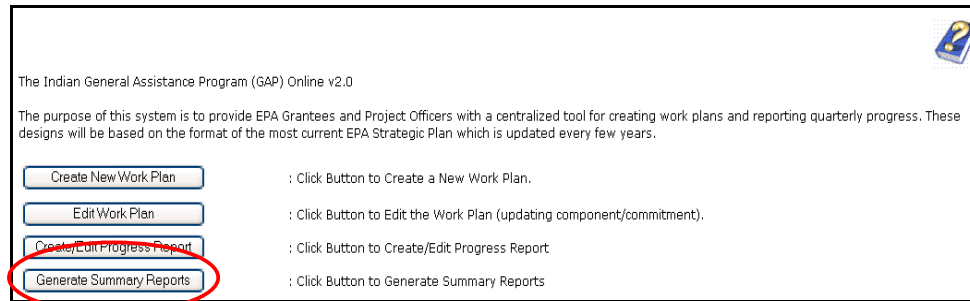 The Indian General Assistance Program (GAP) Online v2.0
The purpose of this system is to provide EPA Grantees and Project Officers with a centralized tool for creating work plans and reporting quarterly progress. These
designs will be based on the format of the most current EPA Strategic Plan which is updated every few years.
Create New Work Plan : Click Button to Create a New Work Plan.
Edit Work Plan : Click Button to Edit the Work Plan (updating component/commitment).
Create/Edit Progress Report : Click Button to Create/Edit Progress Report
Generate Summary Reports : Click Button to Generate Summary Reports